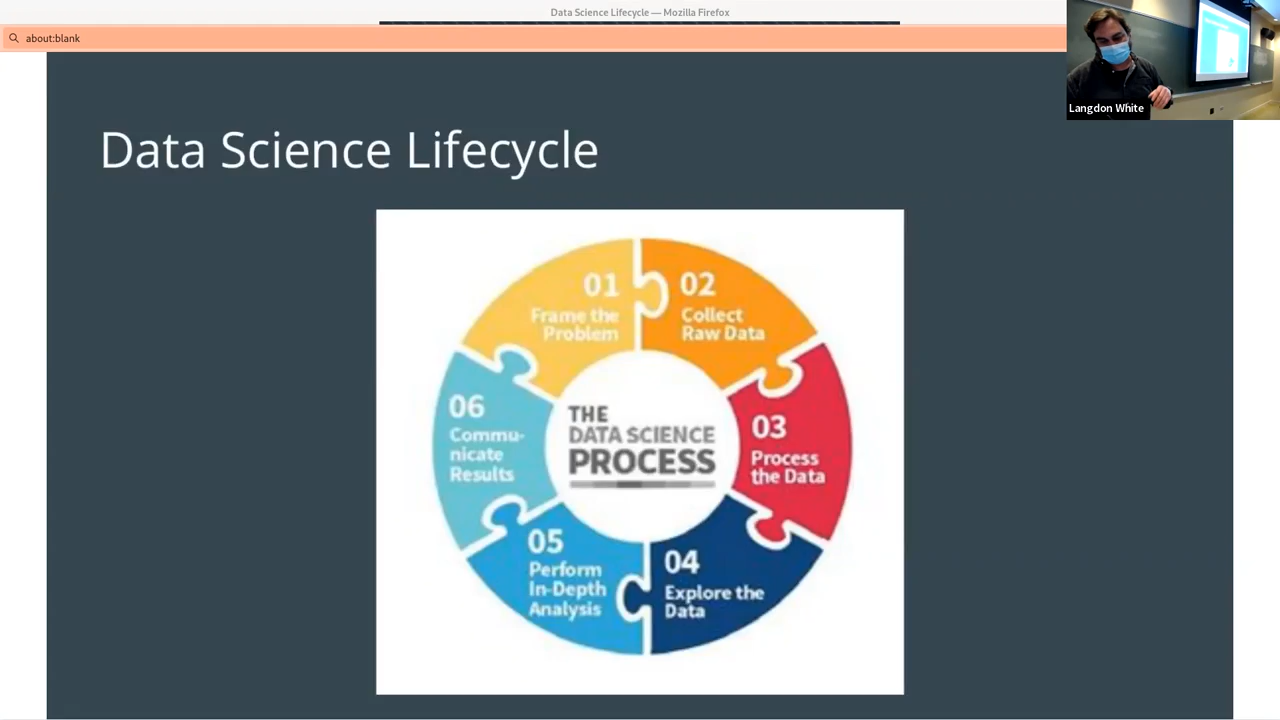 Data Science Lifecycle — Mozilla Firefox
about:blank
Langdon White
Data Science Lifecycle
01
Frame the
Problem
02
Collect
Raw Data
03
Process
the Data
04
Explore the
Data
05
Perform
In-Depth
Analysis
06
Commu-
nicate
Results
THE
DATA SCIENCE
PROCESS